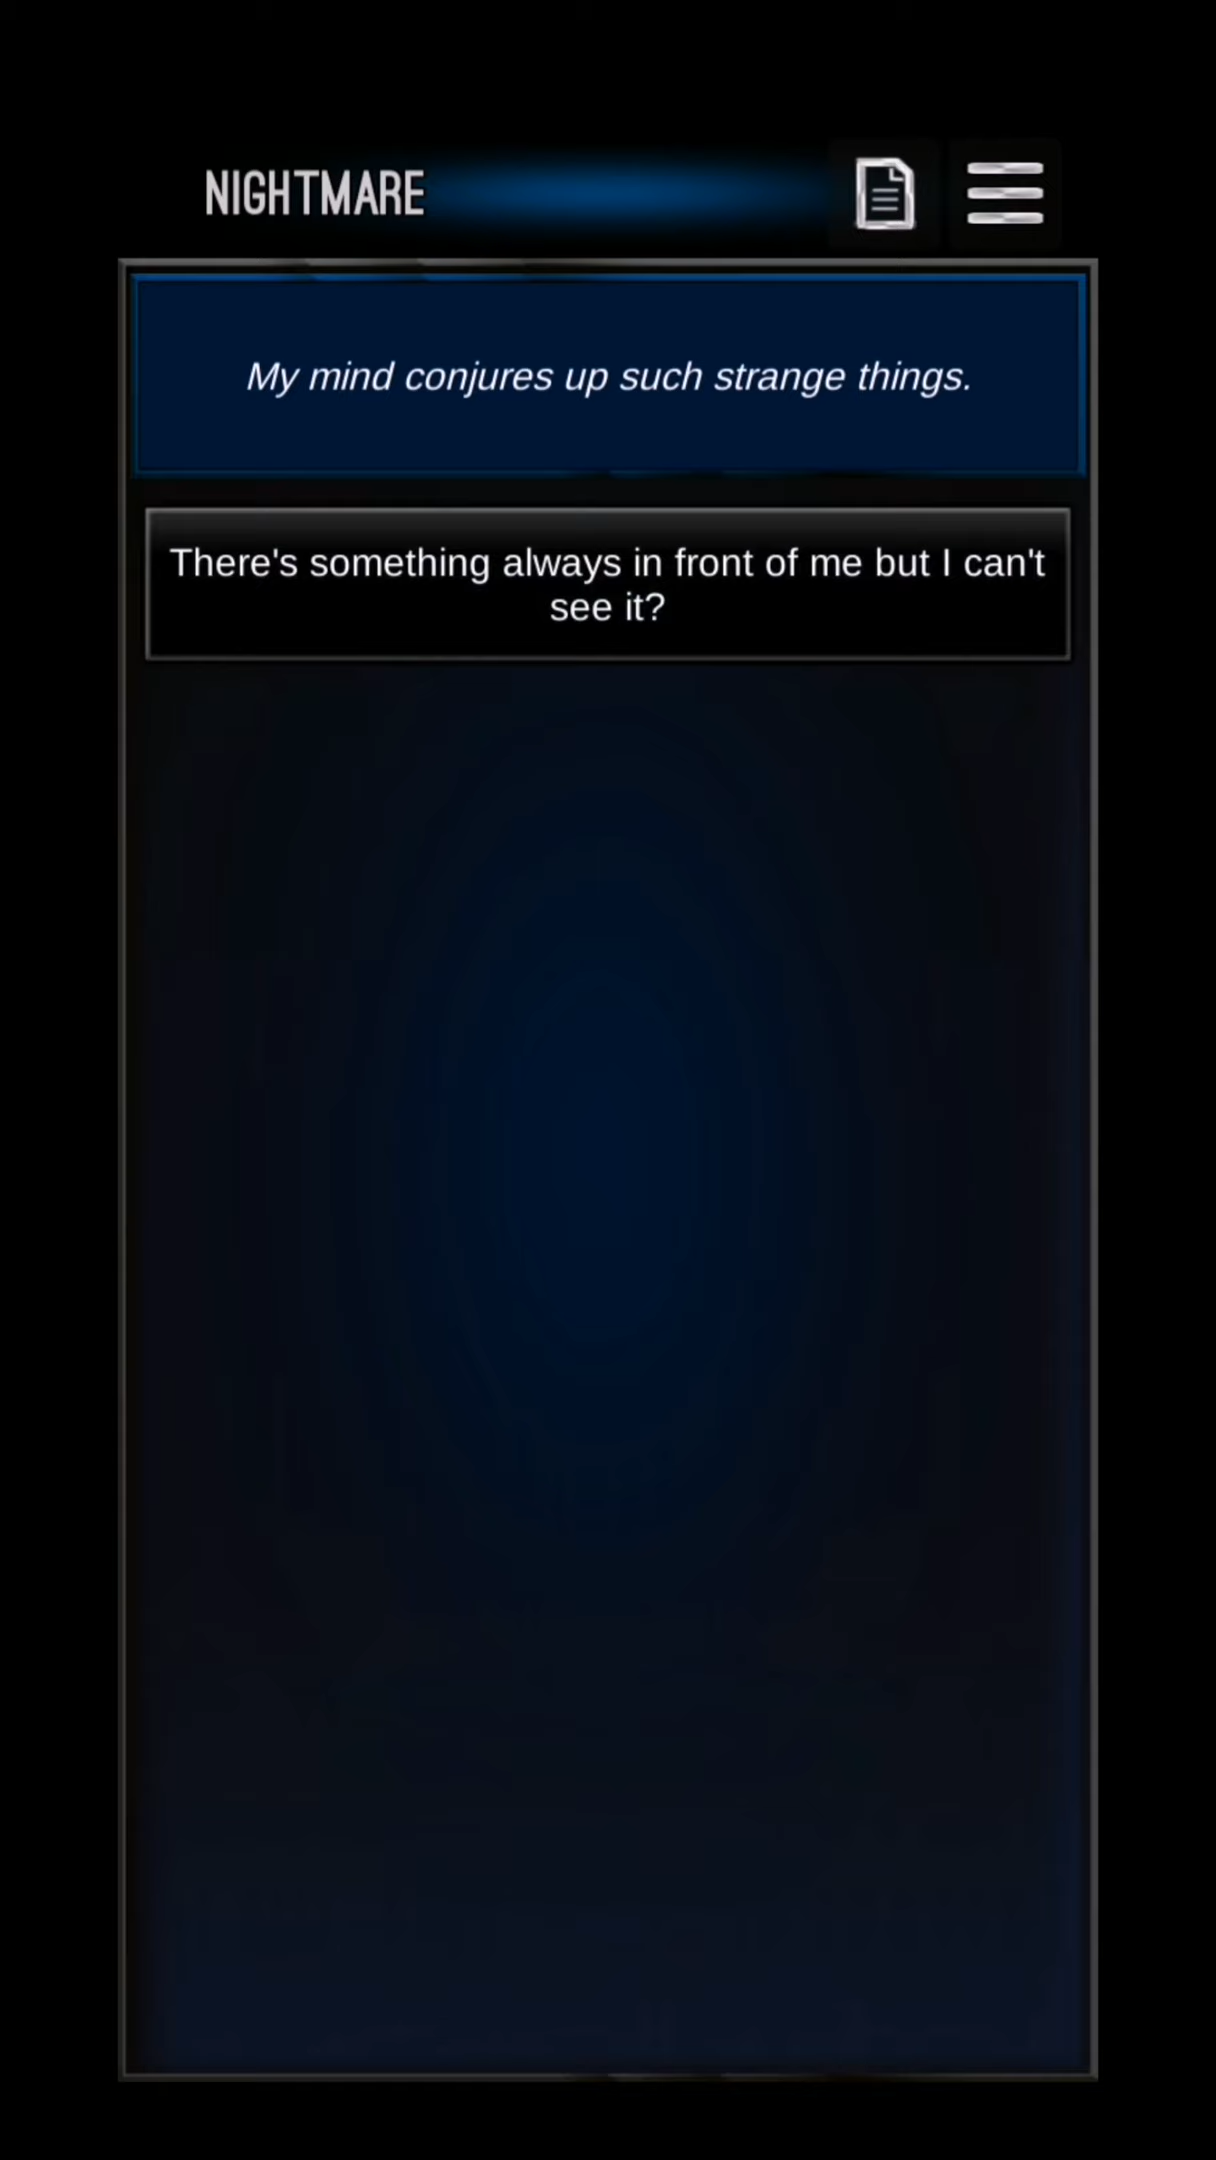 NIGHTMARE
My mind conjures up such strange things.
There's something always in front of me but I can't
see it?